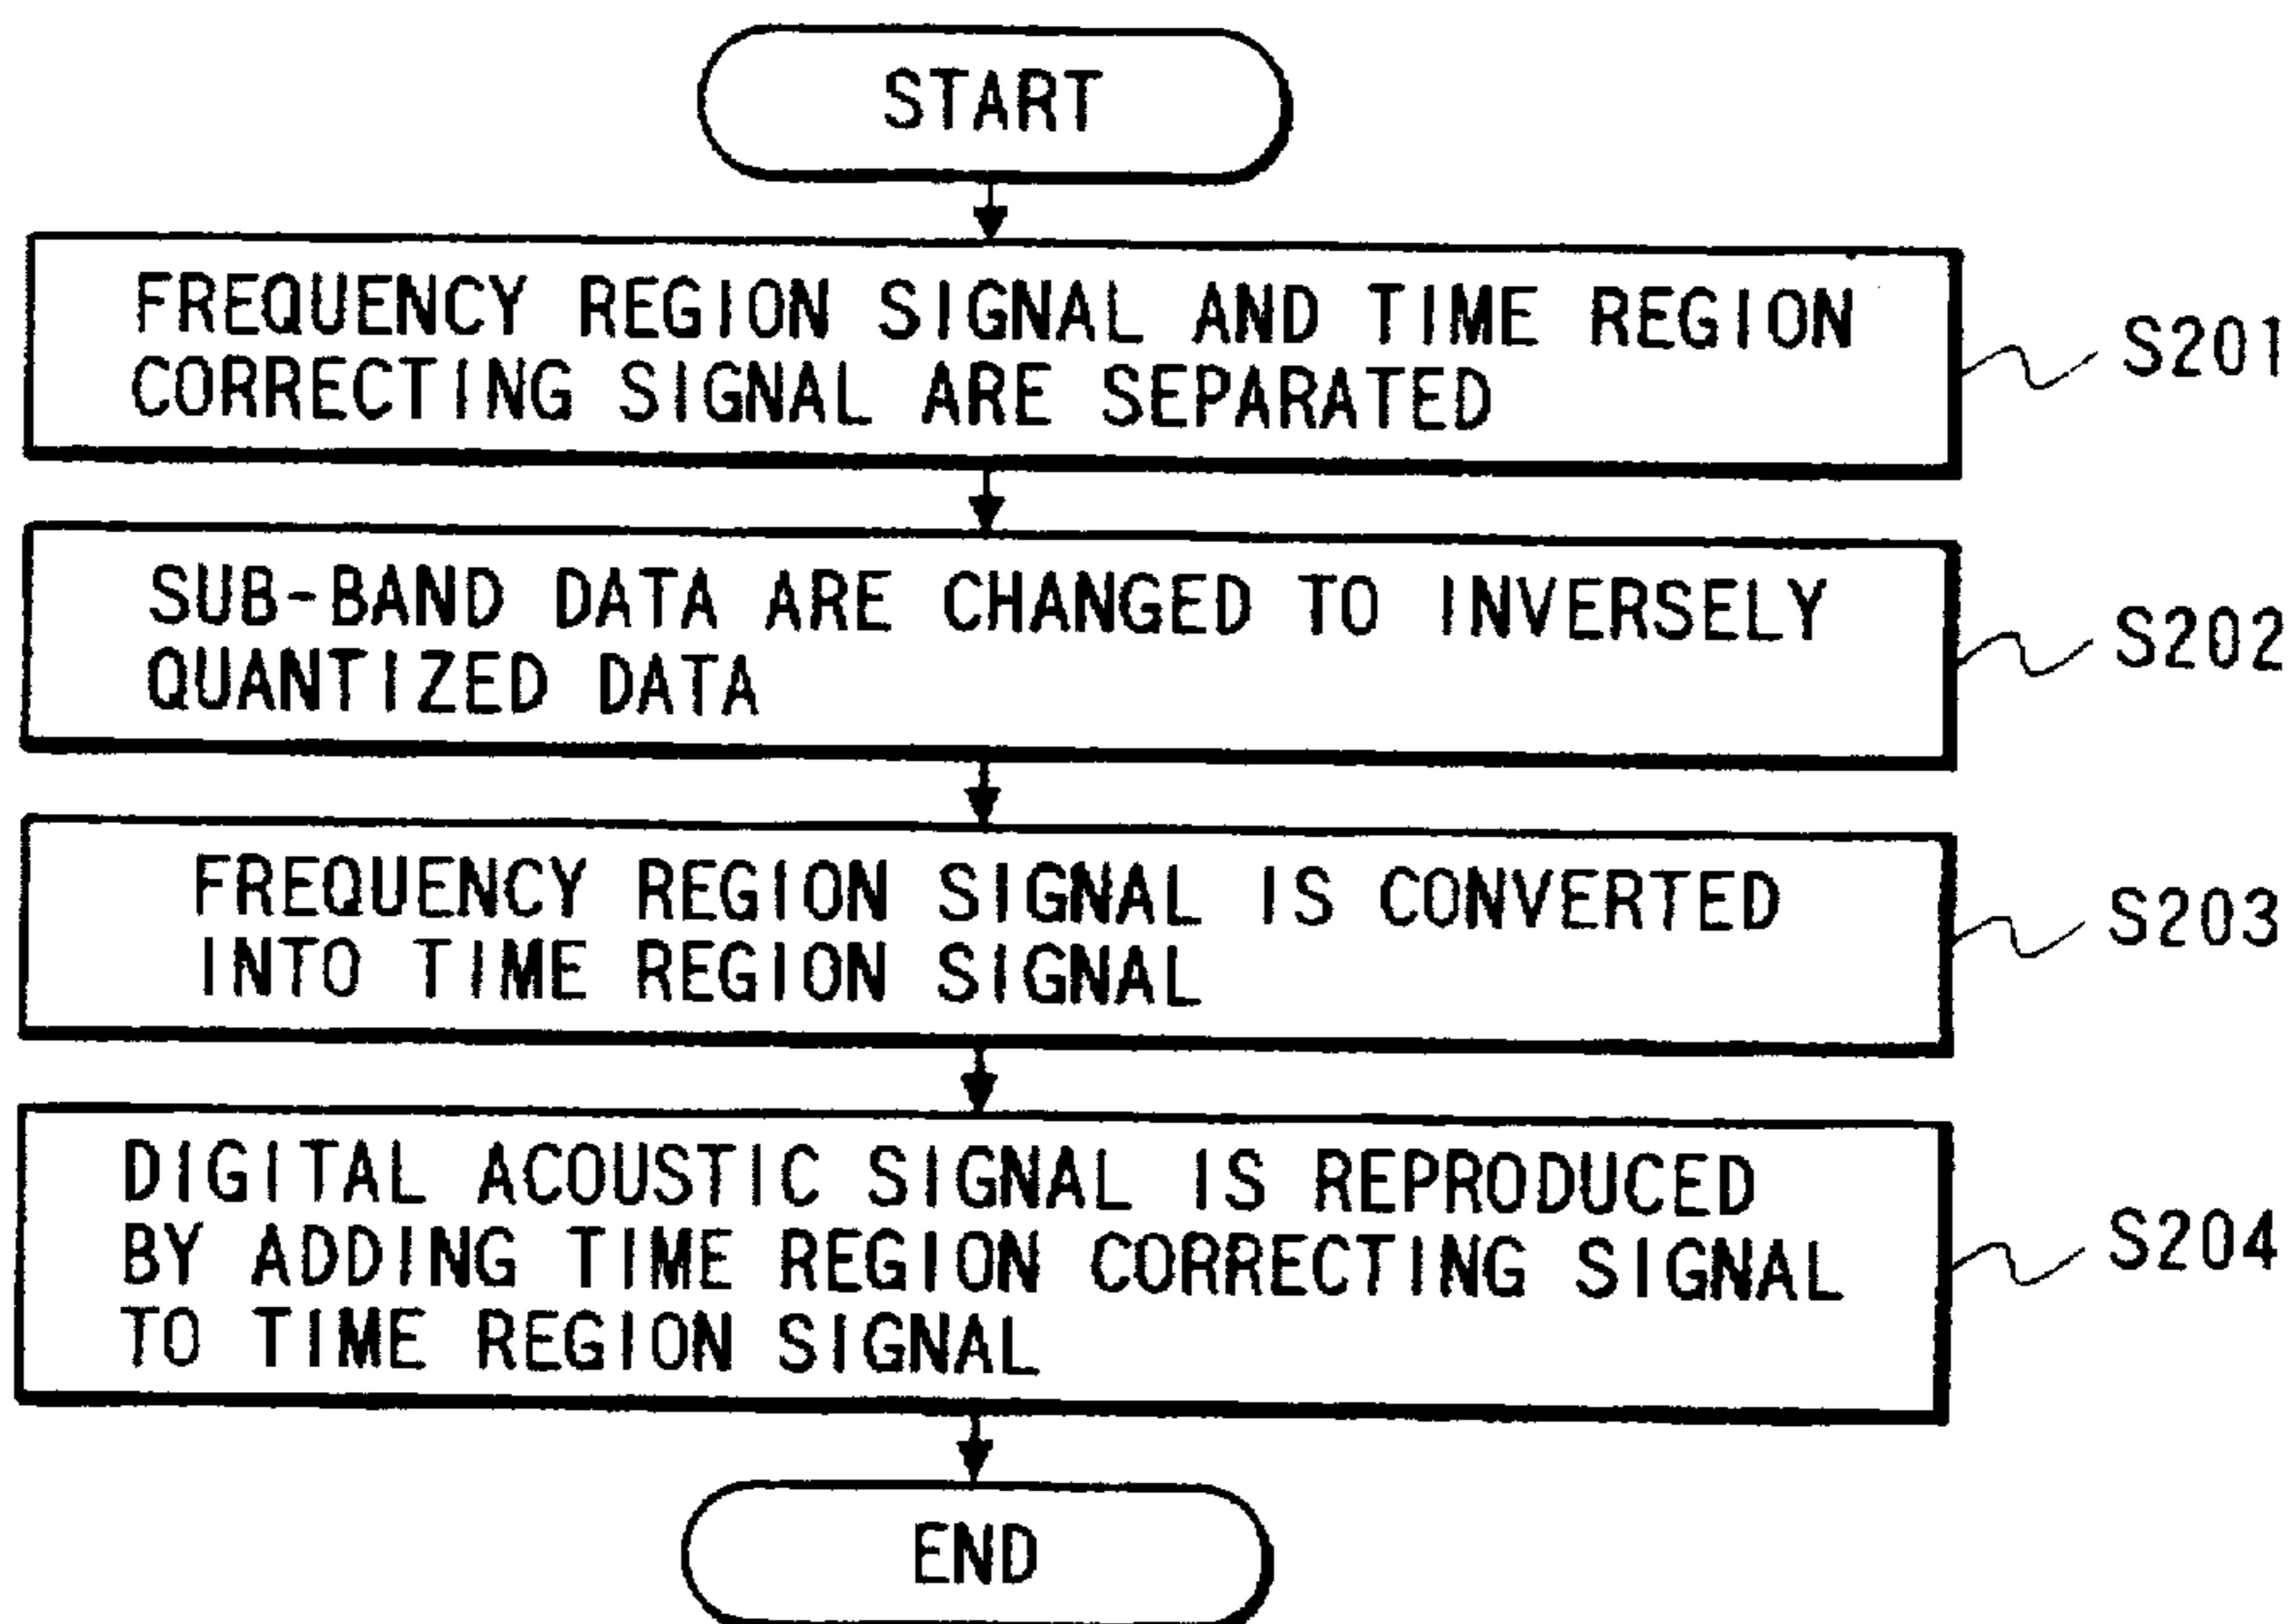 START
FREQUENCY REGION SIGNAL AND TIME REGION
CORRECTING SIGNAL ARE SEPARATED
S201
SUB-BAND DATA ARE CHANGED TO INVERSELY
QUANTIZED DATA
S202
FREQUENCY REGION SIGNAL IS CONVERTED
INTO TIME REGION SIGNAL
S203
DIGITAL ACOUSTIC SIGNAL IS REPRODUCED
BY ADDING TIME REGION CORRECTING SIGNAL
TO TIME REGION SIGNAL
S204
END